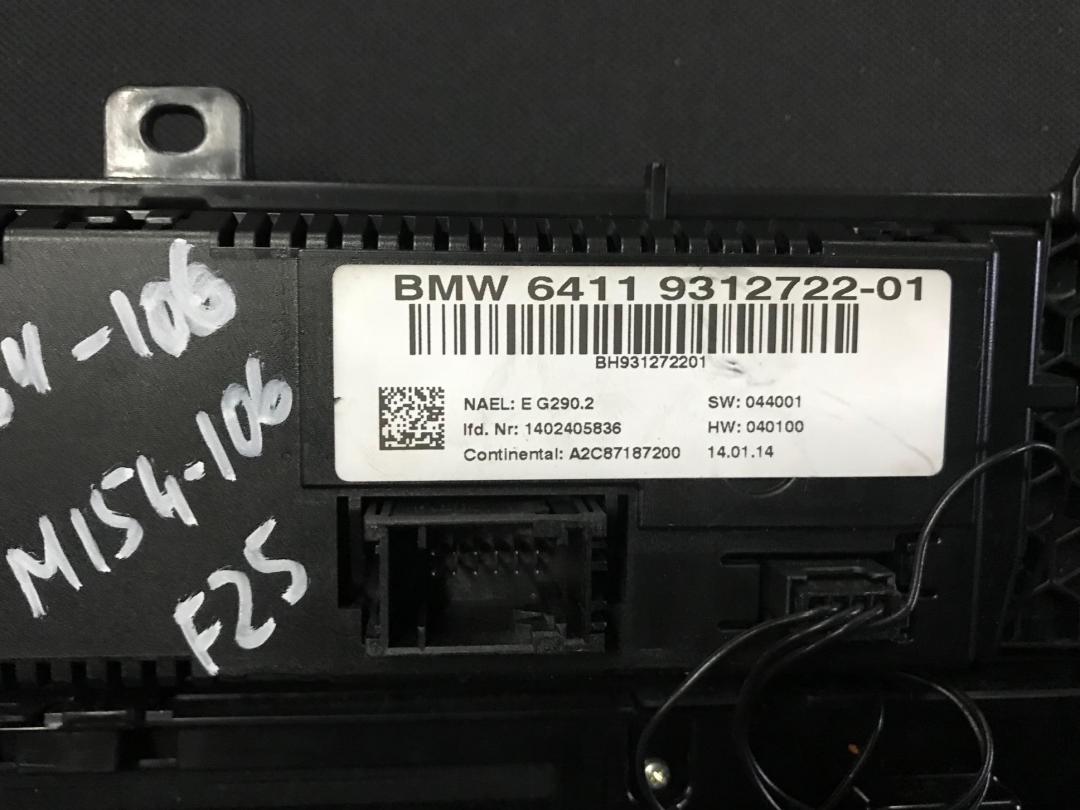 BMW 6411 9312722-01
BH931272201
NAEL: E G290.2 SW: 044001
lfd. Nr: 1402405836 HW: 040100
Continental: A2C87187200 14.01.14
-106
M154-106
F25